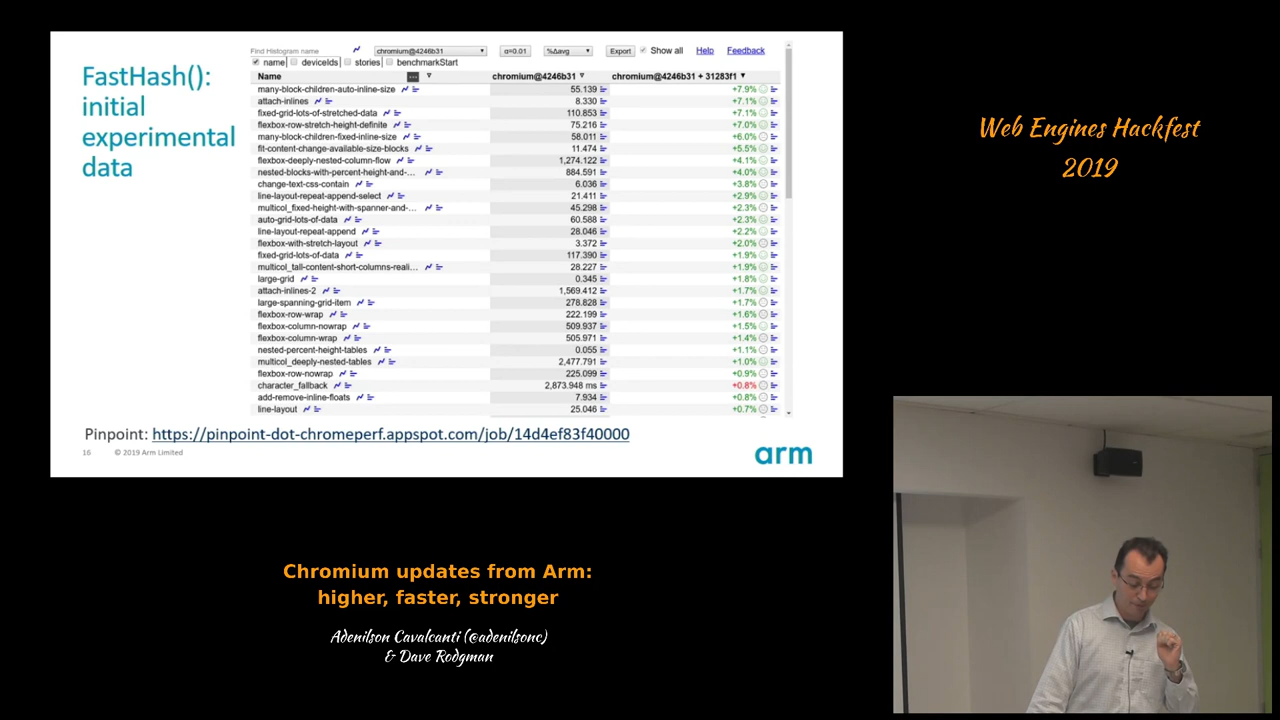 FastHash():
initial
experimental
data
Find Histogram name chromium@4246b31 α=0.01 %Δavg Export Show all Help Feedback
name deviceIds stories benchmarkStart
Name ... chromium@4246b31 chromium@4246b31 + 31283f1
many-block-children-auto-inline-size 55.139 +7.9%
attach-inlines 8.330 +7.1%
fixed-grid-lots-of-stretched-data 110.853 +7.1%
flexbox-row-stretch-height-definite 75.216 +7.0%
many-block-children-fixed-inline-size 58.011 +6.0%
fit-content-change-available-size-blocks 11.474 +5.5%
flexbox-deeply-nested-column-flow 1,274.122 +4.1%
nested-blocks-with-percent-height-and-... 884.591 +4.0%
change-text-css-contain 6.036 +3.8%
line-layout-repeat-append-select 21.411 +2.9%
multicol_fixed-height-with-spanner-and-... 45.298 +2.3%
auto-grid-lots-of-data 60.588 +2.3%
line-layout-repeat-append 28.046 +2.2%
flexbox-with-stretch-layout 3.372 +2.0%
fixed-grid-lots-of-data 117.390 +1.9%
multicol_tall-content-short-columns-reali... 28.227 +1.9%
large-grid 0.345 +1.8%
attach-inlines-2 1,569.412 +1.7%
large-spanning-grid-item 278.828 +1.7%
flexbox-row-wrap 222.199 +1.6%
flexbox-column-nowrap 509.937 +1.5%
flexbox-column-wrap 505.971 +1.4%
nested-percent-height-tables 0.055 +1.1%
multicol_deeply-nested-tables 2,477.791 +1.0%
flexbox-row-nowrap 225.099 +0.9%
character_fallback 2,873.948 ms +0.8%
add-remove-inline-floats 7.934 +0.8%
line-layout 25.046 +0.7%
Pinpoint: https://pinpoint-dot-chromeperf.appspot.com/job/14d4ef83f40000
16 © 2019 Arm Limited
arm
Web Engines Hackfest
2019
Chromium updates from Arm:
higher, faster, stronger
Adenilson Cavalcanti (@adenilsonc)
& Dave Rodgman